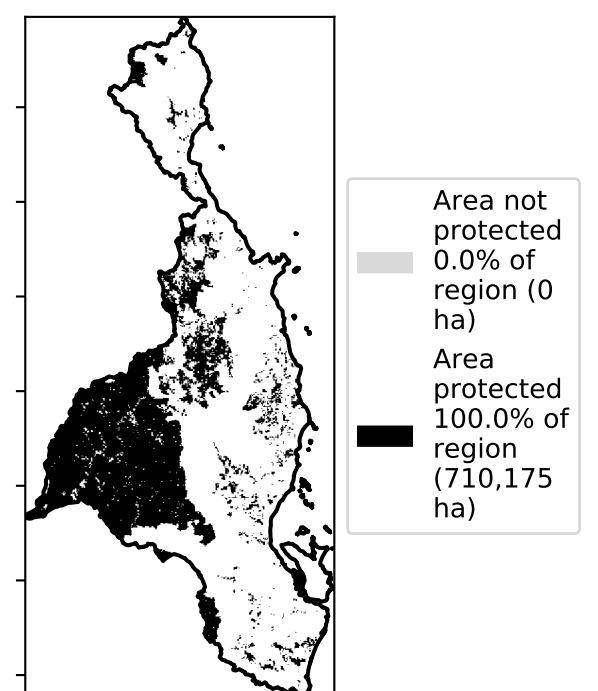 Area not
protected
0.0% of
region (0
ha)
Area
protected
100.0% of
region
(710,175
ha)